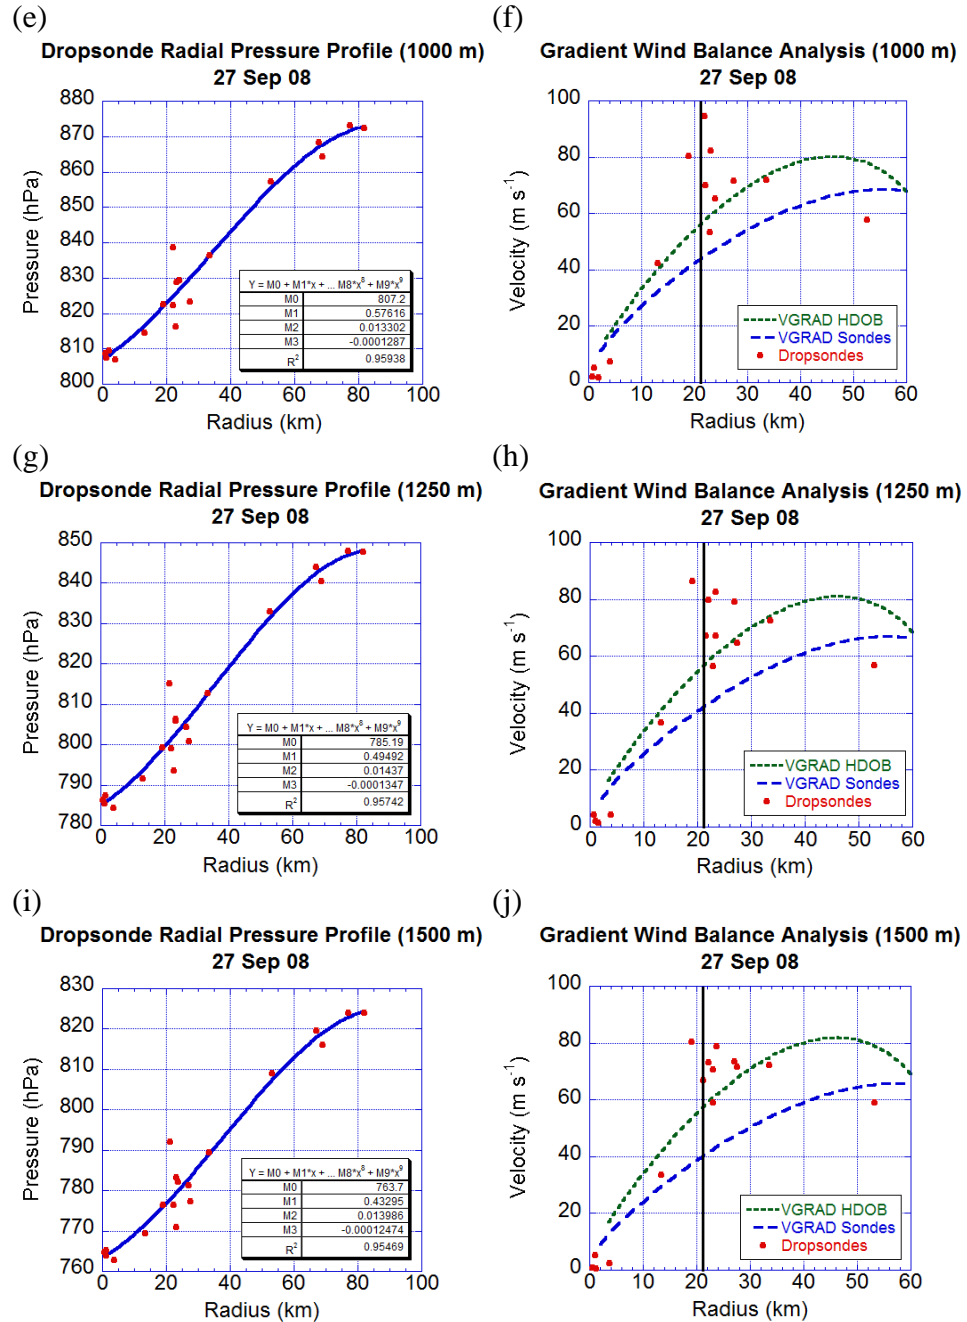 (e)
Dropsonde Radial Pressure Profile (1000 m)
27 Sep 08
Pressure (hPa)
880
870
860
850
840
830
820
810
800
0
20
40
60
80
100
Radius (km)
Y = M0 + M1*x + ... M8*x^8 + M9*x^9
M0 807.2
M1 0.57616
M2 0.013302
M3 -0.0001287
R^2 0.95938
(f)
Gradient Wind Balance Analysis (1000 m)
27 Sep 08
Velocity (m s^-1)
100
80
60
40
20
0
0
10
20
30
40
50
60
Radius (km)
VGRAD HDOB
VGRAD Sondes
Dropsondes
(g)
Dropsonde Radial Pressure Profile (1250 m)
27 Sep 08
Pressure (hPa)
850
840
830
820
810
800
790
780
0
20
40
60
80
100
Radius (km)
Y = M0 + M1*x + ... M8*x^8 + M9*x^9
M0 785.19
M1 0.49492
M2 0.01437
M3 -0.0001347
R^2 0.95742
(h)
Gradient Wind Balance Analysis (1250 m)
27 Sep 08
Velocity (m s^-1)
100
80
60
40
20
0
0
10
20
30
40
50
60
Radius (km)
VGRAD HDOB
VGRAD Sondes
Dropsondes
(i)
Dropsonde Radial Pressure Profile (1500 m)
27 Sep 08
Pressure (hPa)
830
820
810
800
790
780
770
760
0
20
40
60
80
100
Radius (km)
Y = M0 + M1*x + ... M8*x^8 + M9*x^9
M0 763.7
M1 0.43295
M2 0.013986
M3 -0.00012474
R^2 0.95469
(j)
Gradient Wind Balance Analysis (1500 m)
27 Sep 08
Velocity (m s^-1)
100
80
60
40
20
0
0
10
20
30
40
50
60
Radius (km)
VGRAD HDOB
VGRAD Sondes
Dropsondes